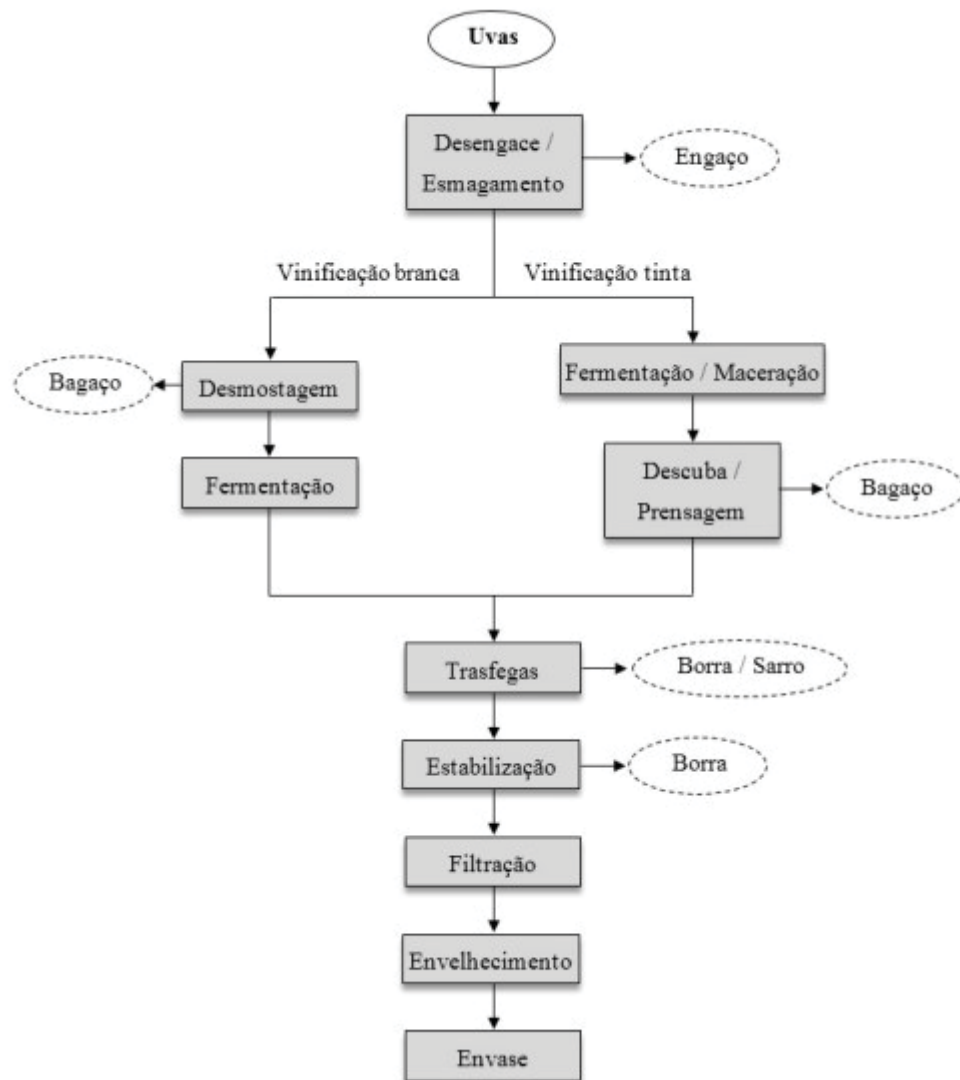 Uvas
Desengace /
Esmagamento
Engaço
Vinificação branca
Vinificação tinta
Bagaço
Desmostagem
Fermentação / Maceração
Fermentação
Descuba /
Prensagem
Bagaço
Trasfegas
Borra / Sarro
Estabilização
Borra
Filtração
Envelhecimento
Envase